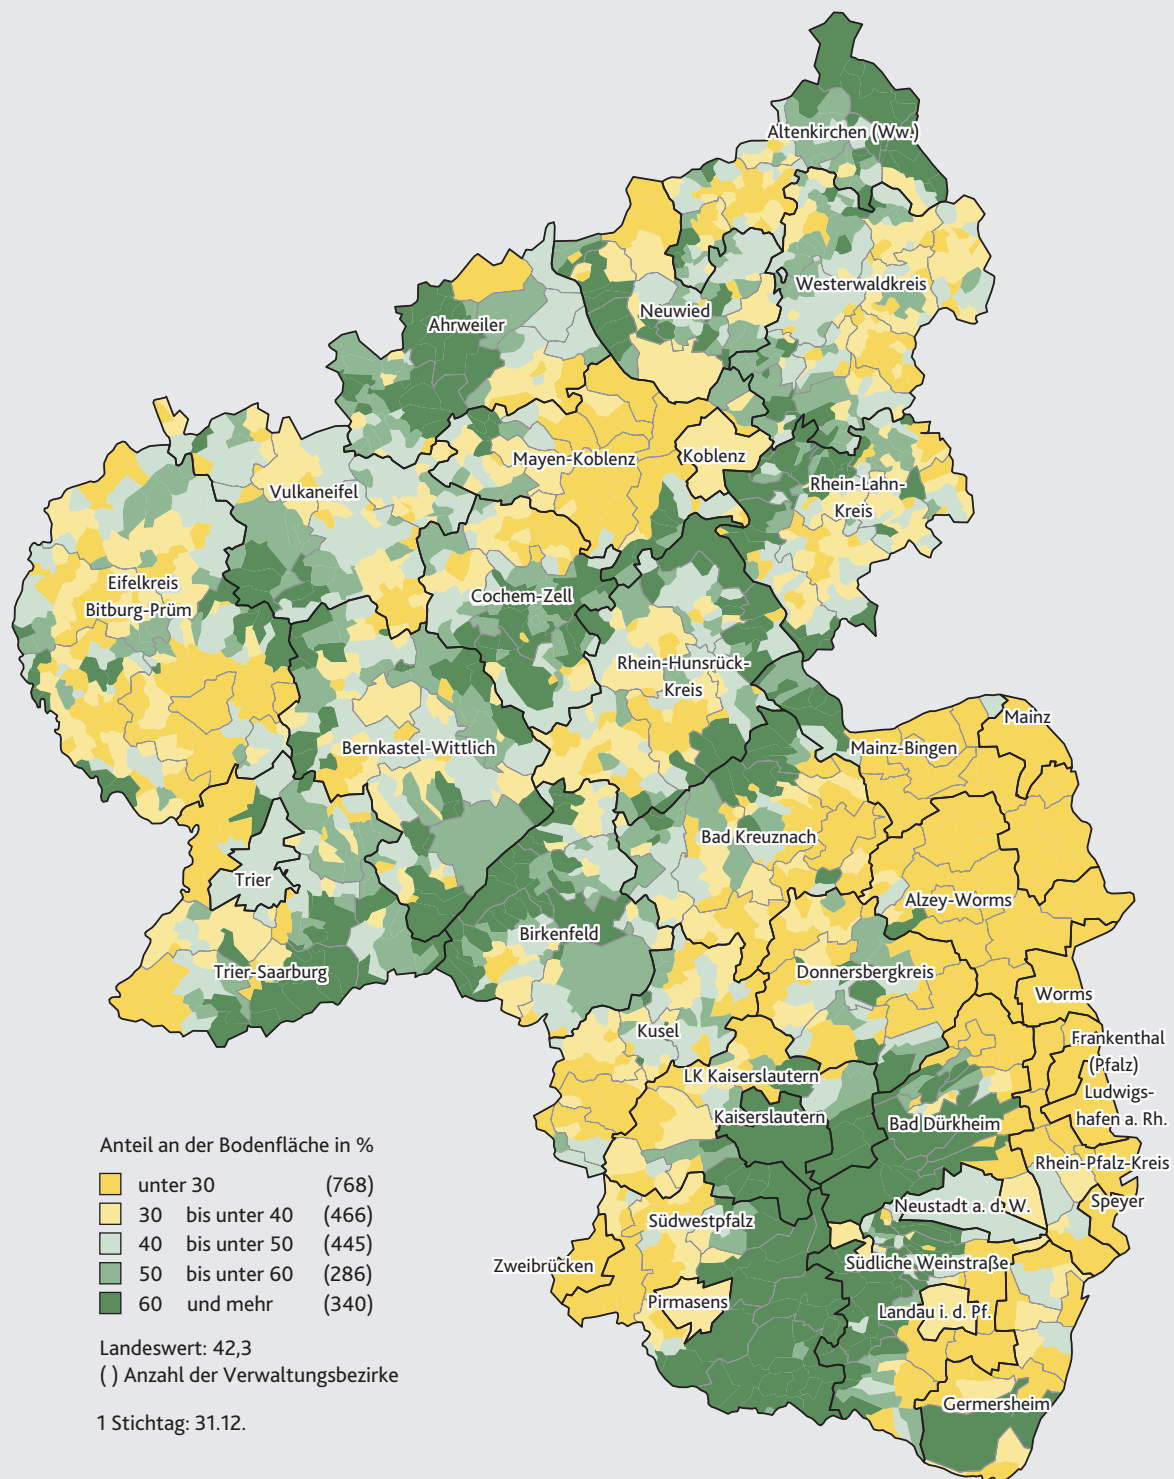 Altenkirchen (Ww.)
Westerwaldkreis
Neuwied
Ahrweiler
Mayen-Koblenz
Koblenz
Rhein-Lahn-
Kreis
Vulkaneifel
Eifelkreis
Bitburg-Prüm
Cochem-Zell
Rhein-Hunsrück-
Kreis
Mainz
Bernkastel-Wittlich
Mainz-Bingen
Bad Kreuznach
Trier
Alzey-Worms
Birkenfeld
Trier-Saarburg
Donnersbergkreis
Worms
Kusel
Frankenthal
(Pfalz)
LK Kaiserslautern
Ludwigs-
hafen a. Rh.
Kaiserslautern
Bad Dürkheim
Rhein-Pfalz-Kreis
Neustadt a. d. W.
Speyer
Südwestpfalz
Zweibrücken
Südliche Weinstraße
Pirmasens
Landau i. d. Pf.
Germersheim
Anteil an der Bodenfläche in %
unter 30 (768)
30 bis unter 40 (466)
40 bis unter 50 (445)
50 bis unter 60 (286)
60 und mehr (340)
Landeswert: 42,3
( ) Anzahl der Verwaltungsbezirke
1 Stichtag: 31.12.